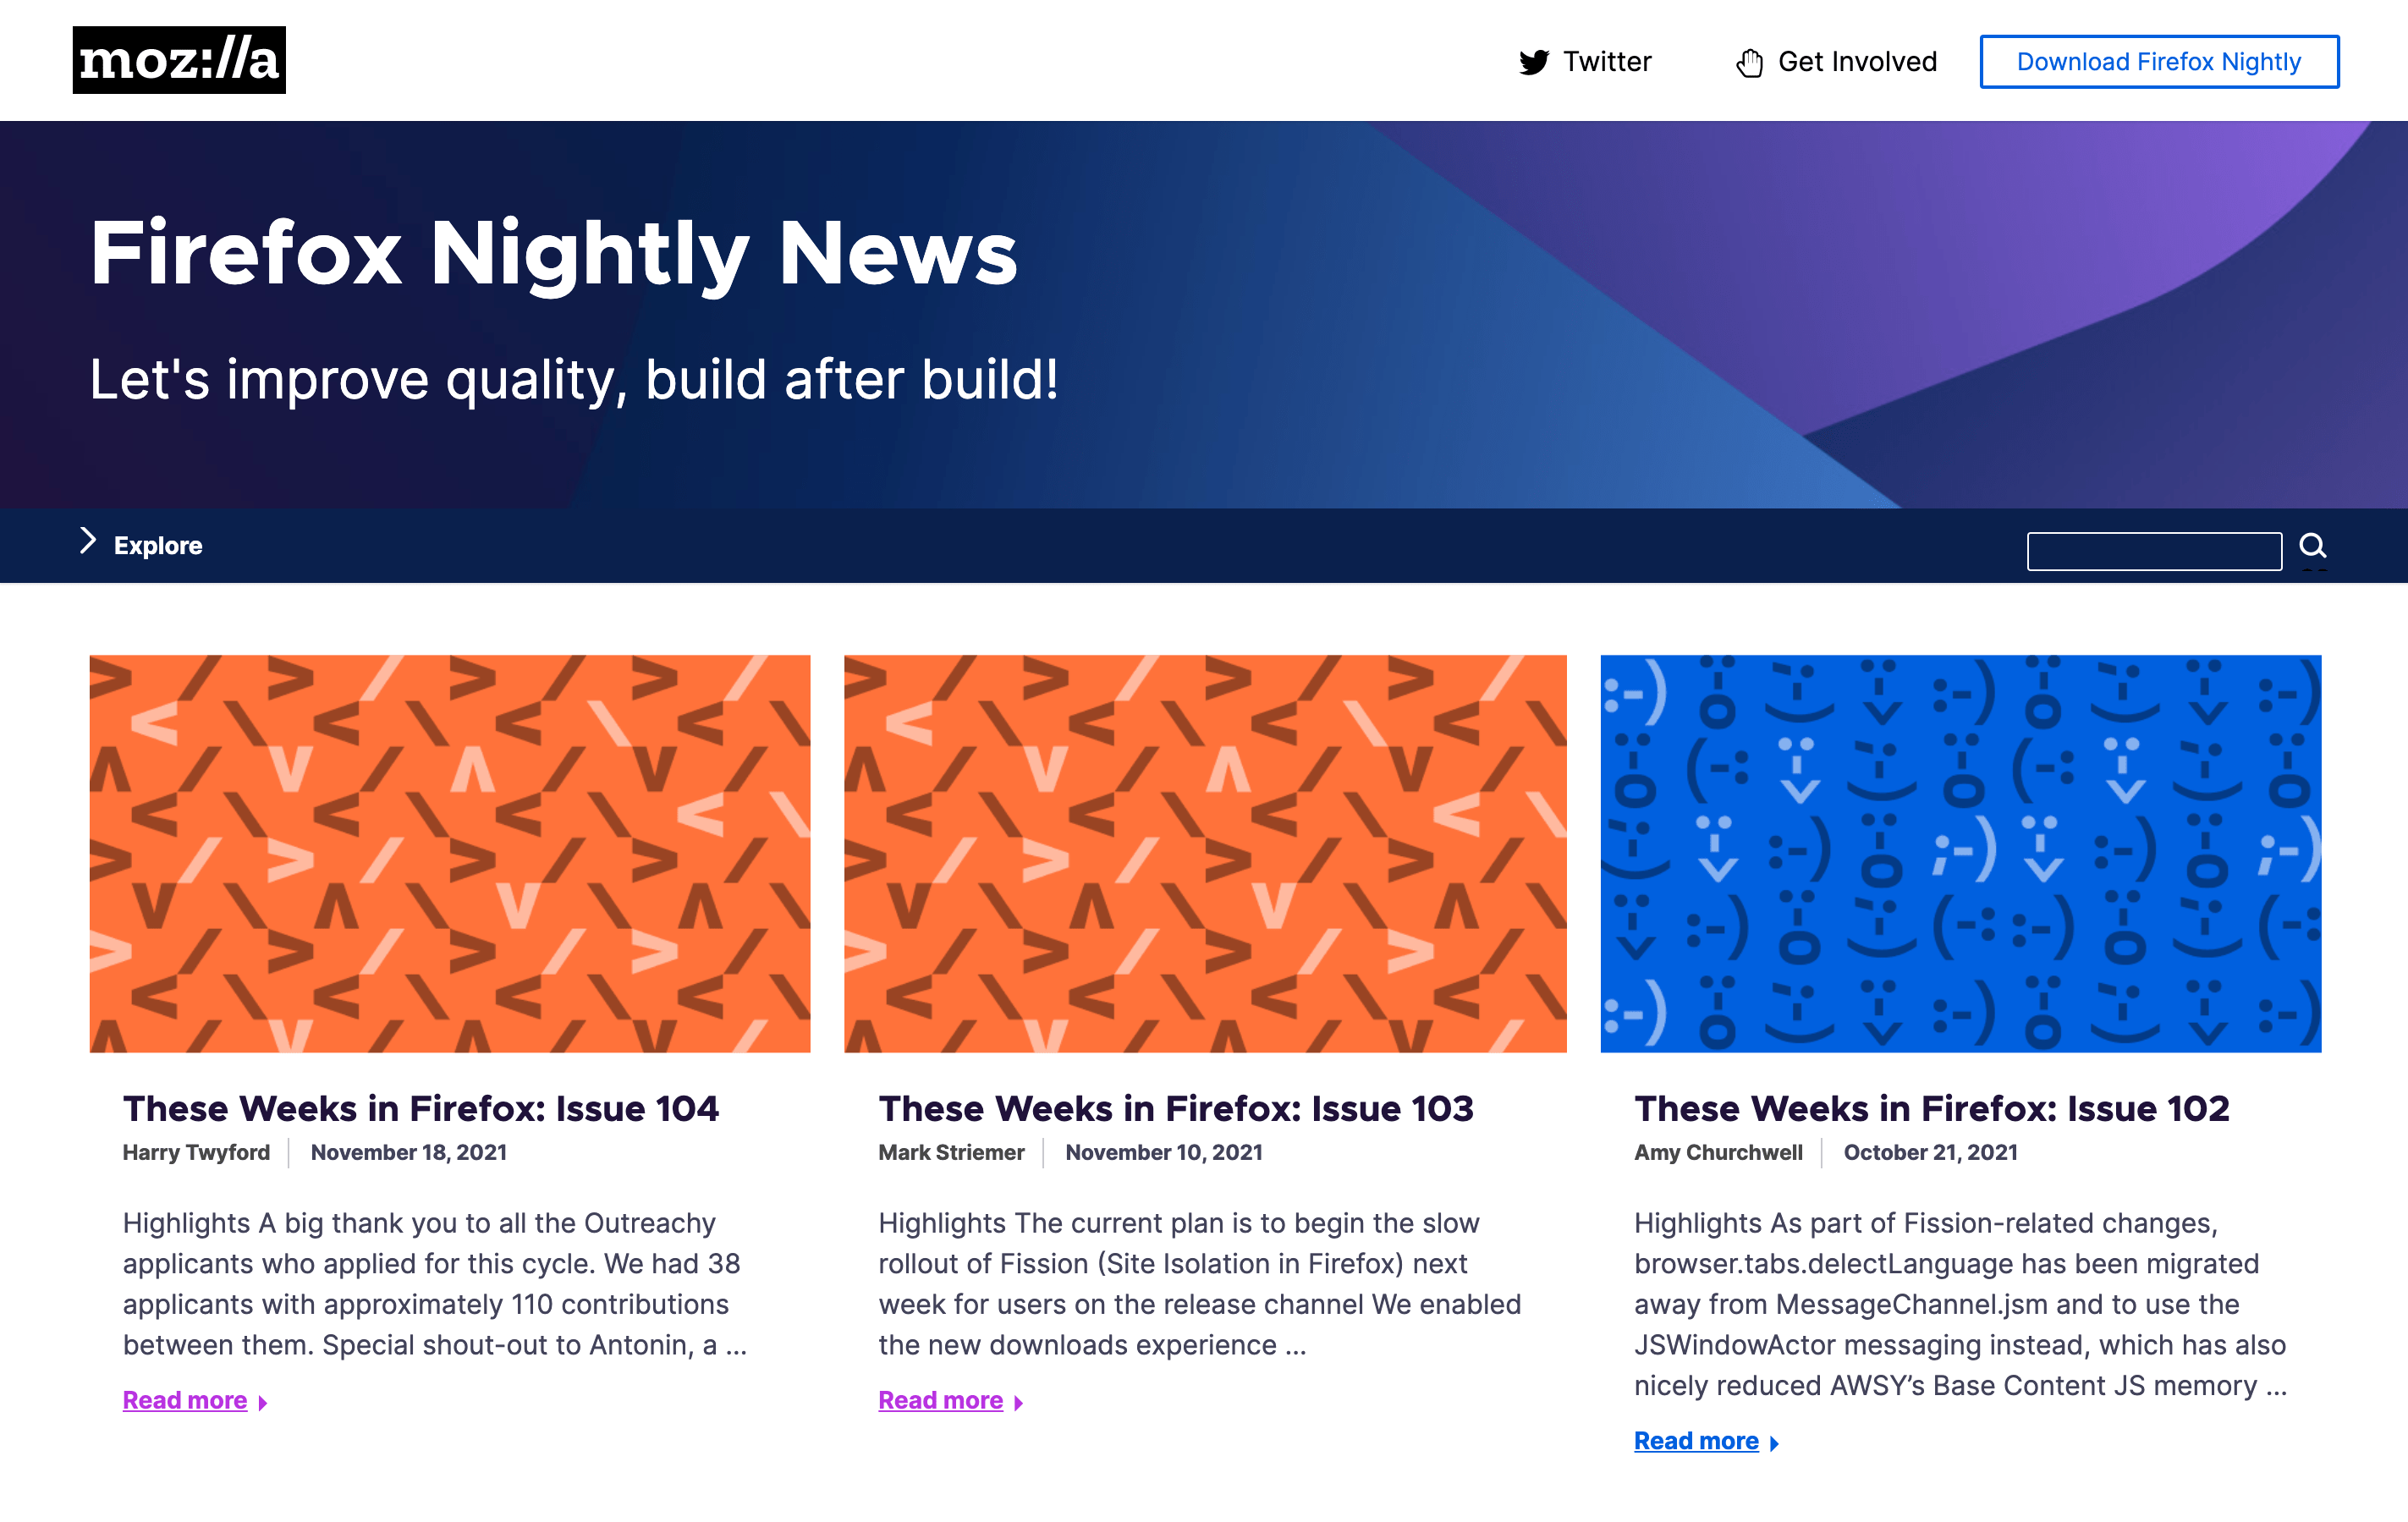 moz://a
Twitter
Get Involved
Download Firefox Nightly
Firefox Nightly News
Let's improve quality, build after build!
Explore
These Weeks in Firefox: Issue 104
Harry Twyford
November 18, 2021
Highlights A big thank you to all the Outreachy
applicants who applied for this cycle. We had 38
applicants with approximately 110 contributions
between them. Special shout-out to Antonin, a ...
Read more
These Weeks in Firefox: Issue 103
Mark Striemer
November 10, 2021
Highlights The current plan is to begin the slow
rollout of Fission (Site Isolation in Firefox) next
week for users on the release channel We enabled
the new downloads experience ...
Read more
These Weeks in Firefox: Issue 102
Amy Churchwell
October 21, 2021
Highlights As part of Fission-related changes,
browser.tabs.delectLanguage has been migrated
away from MessageChannel.jsm and to use the
JSWindowActor messaging instead, which has also
nicely reduced AWSY’s Base Content JS memory ...
Read more